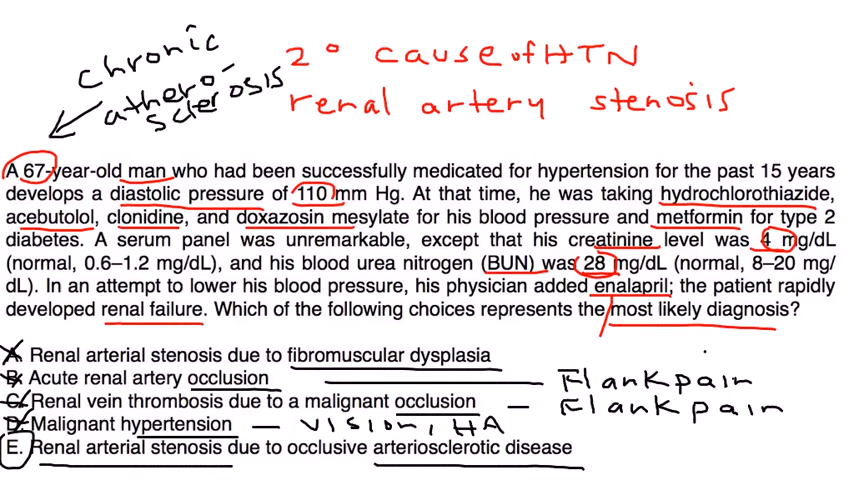 chronic
athero-
sclerosis
2° cause of HTN
renal artery stenosis
A 67-year-old man who had been successfully medicated for hypertension for the past 15 years
develops a diastolic pressure of 110 mm Hg. At that time, he was taking hydrochlorothiazide,
acebutolol, clonidine, and doxazosin mesylate for his blood pressure and metformin for type 2
diabetes. A serum panel was unremarkable, except that his creatinine level was 4 mg/dL
(normal, 0.6–1.2 mg/dL), and his blood urea nitrogen (BUN) was 28 mg/dL (normal, 8–20 mg/
dL). In an attempt to lower his blood pressure, his physician added enalapril; the patient rapidly
developed renal failure. Which of the following choices represents the most likely diagnosis?
A. Renal arterial stenosis due to fibromuscular dysplasia
B. Acute renal artery occlusion — Flank pain
C. Renal vein thrombosis due to a malignant occlusion — Flank pain
D. Malignant hypertension — vision, HA
E. Renal arterial stenosis due to occlusive arteriosclerotic disease